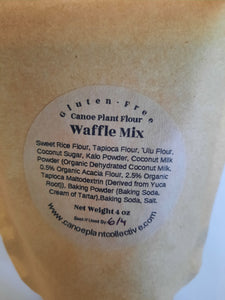 Gluten-Free
Canoe Plant Flour
Waffle Mix
Sweet Rice Flour, Tapioca Flour, 'Ulu Flour,
Coconut Sugar, Kalo Powder, Coconut Milk
Powder (Organic Dehydrated Coconut Milk,
0.5% Organic Acacia Flour, 2.5% Organic
Tapioca Maltodextrin (Derived from Yuca
Root)), Baking Powder (Baking Soda,
Cream of Tartar),Baking Soda, Salt.
Net Weight 4 oz
Best if Used By: 6/4
www.canoeplantcollective.com